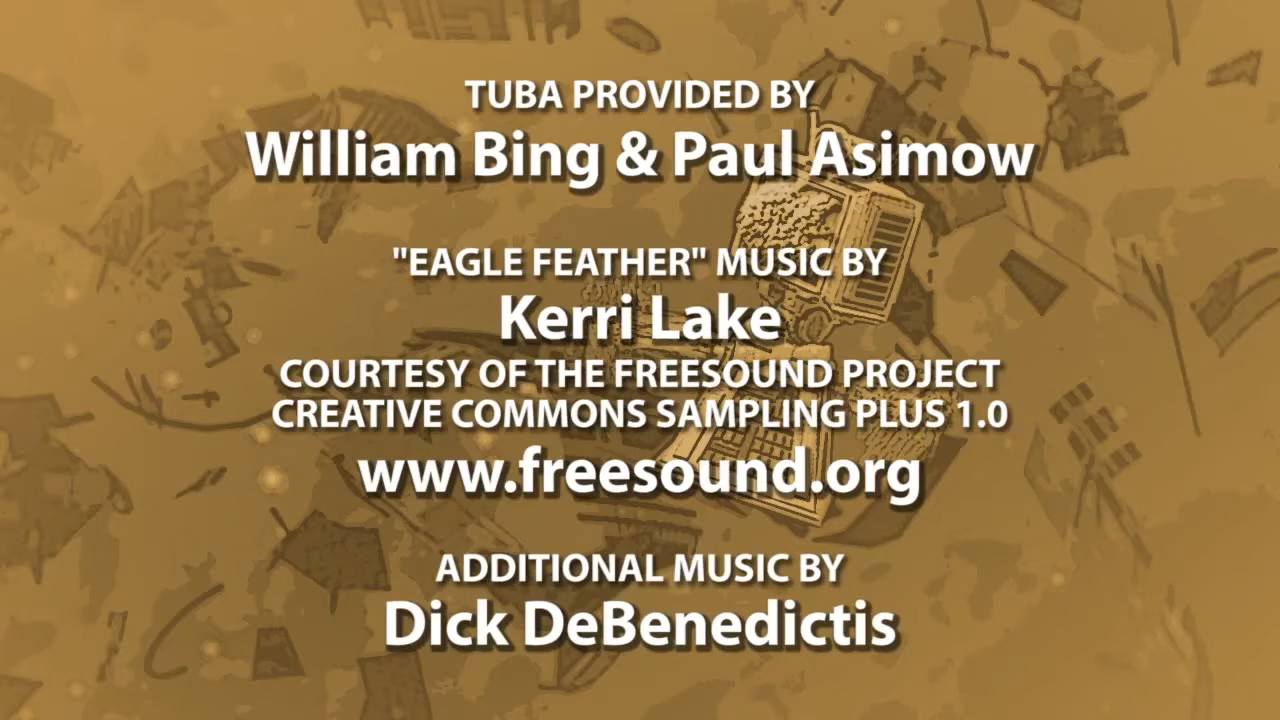 TUBA PROVIDED BY
William Bing & Paul Asimow
"EAGLE FEATHER" MUSIC BY
Kerri Lake
COURTESY OF THE FREESOUND PROJECT
CREATIVE COMMONS SAMPLING PLUS 1.0
www.freesound.org
ADDITIONAL MUSIC BY
Dick DeBenedictis